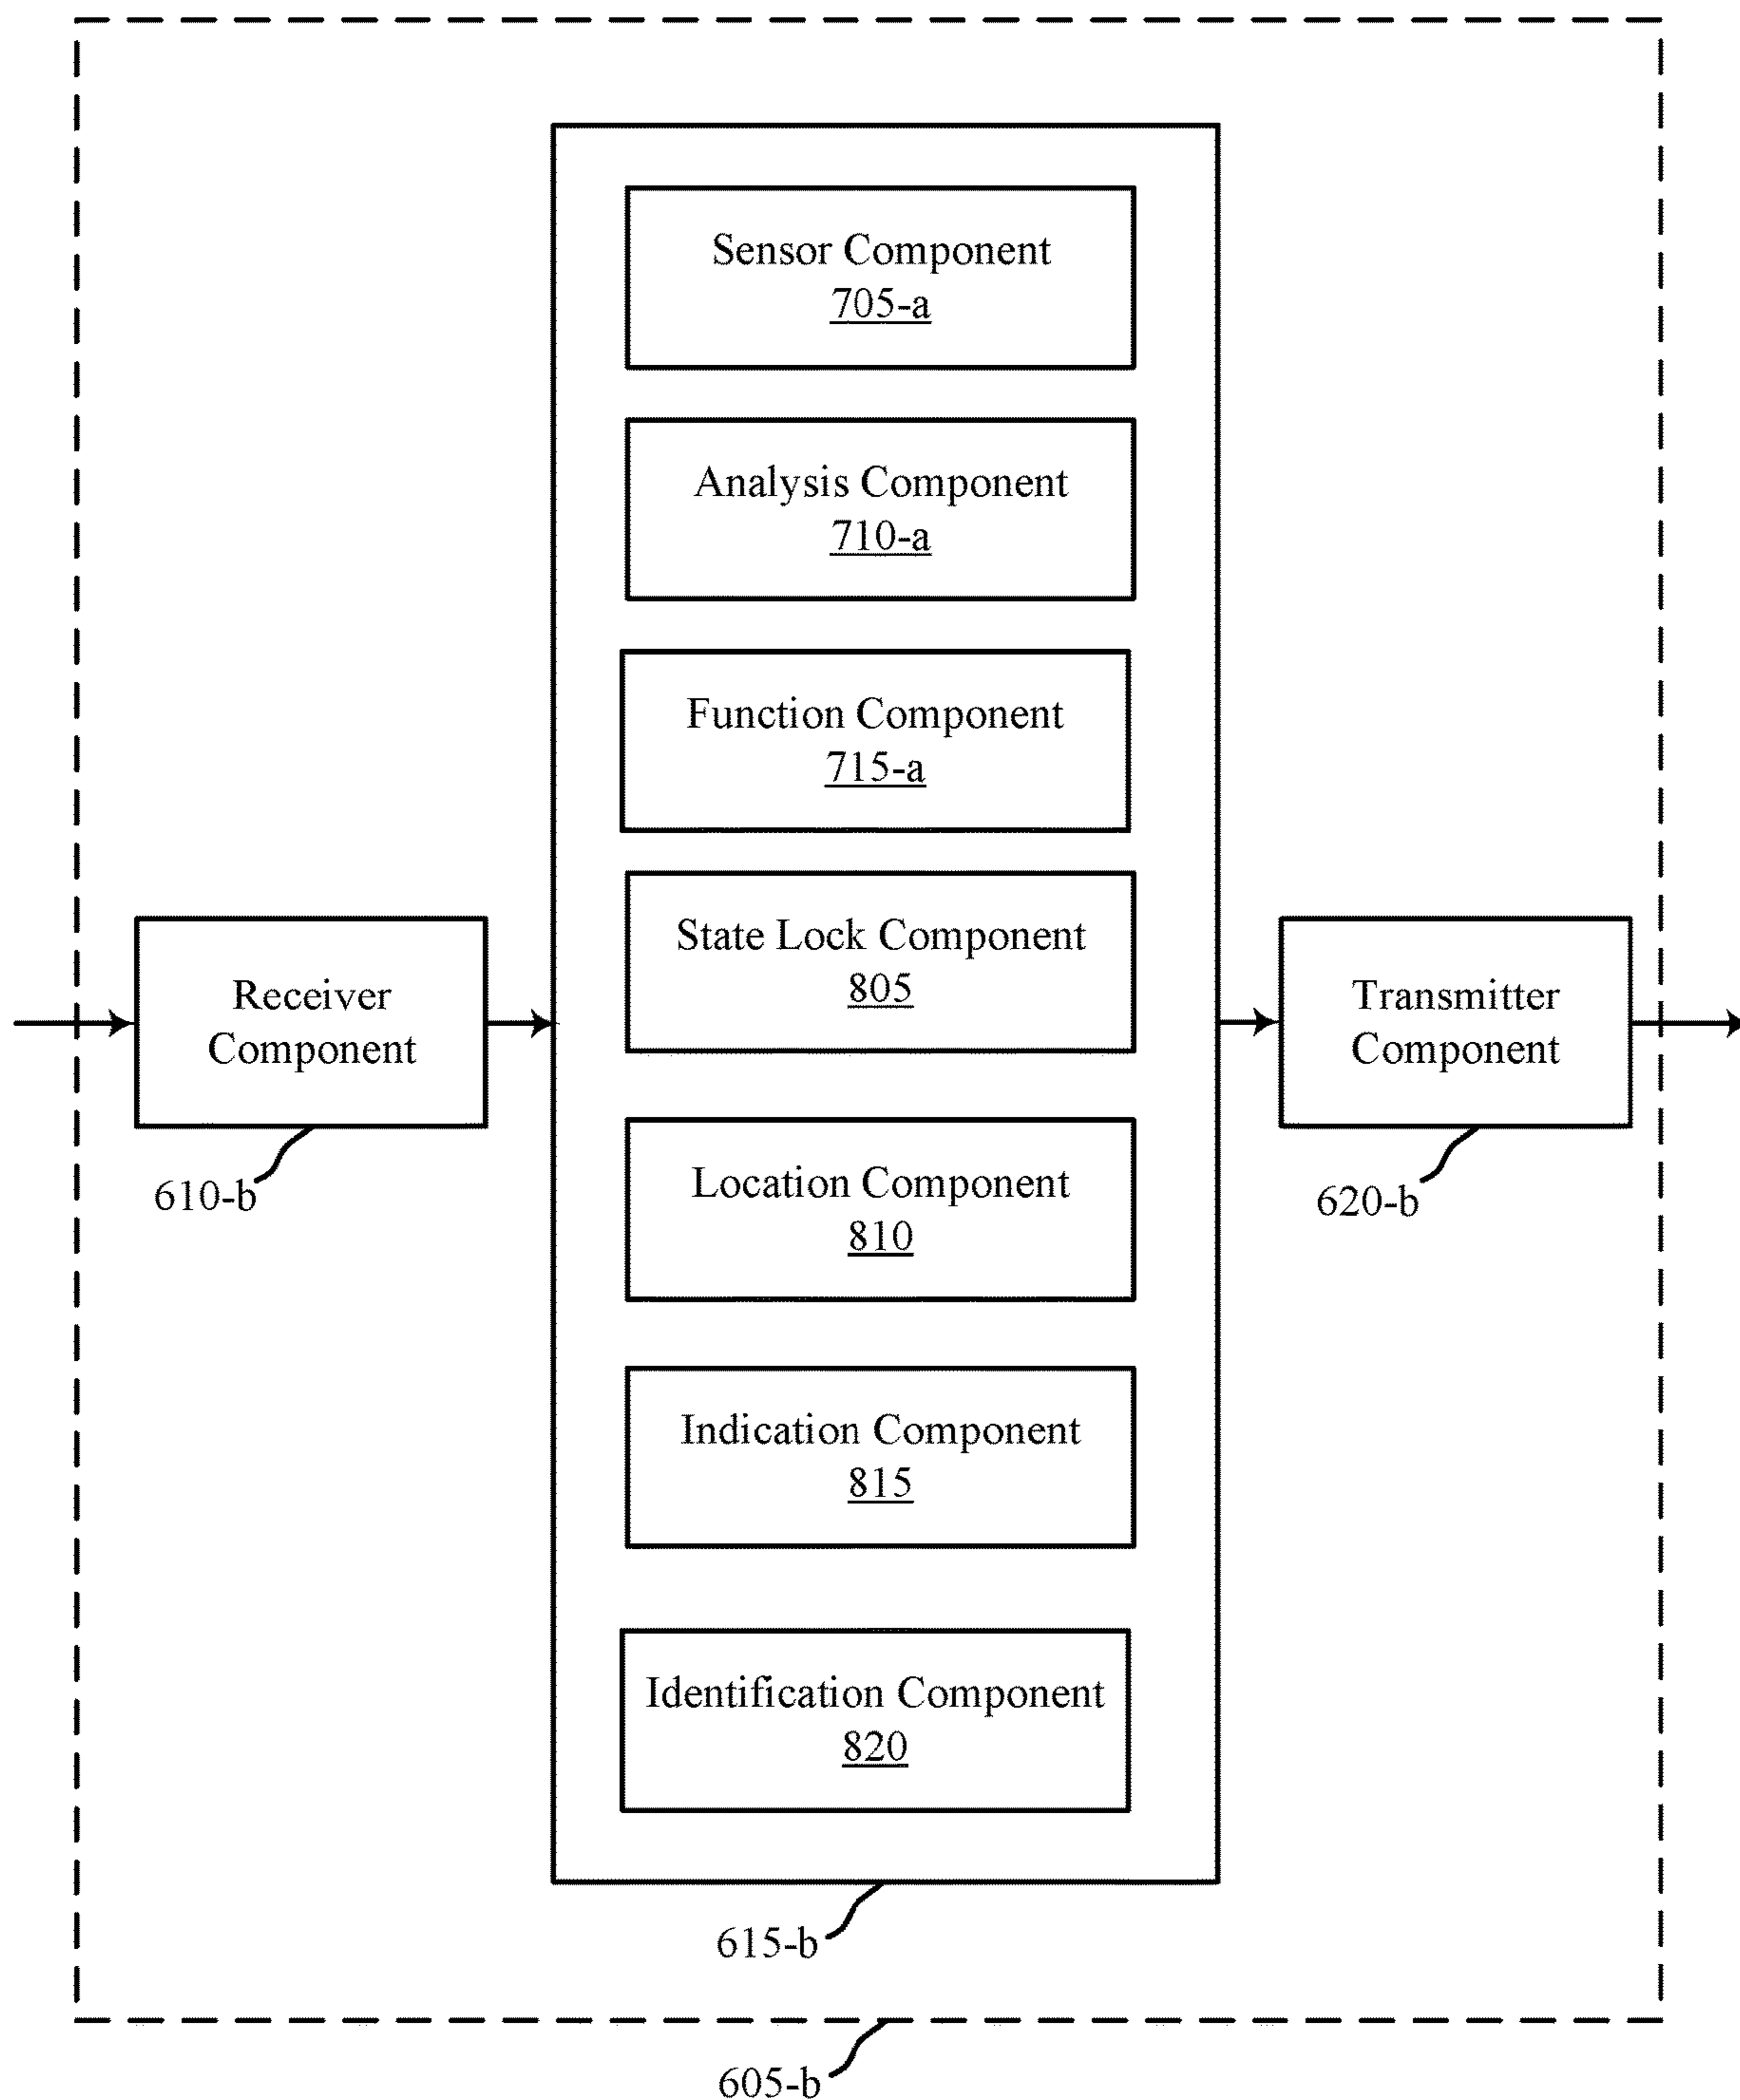 Sensor Component
705-a
Analysis Component
710-a
Function Component
715-a
State Lock Component
805
Receiver
Component
610-b
Transmitter
Component
620-b
Location Component
810
Indication Component
815
Identification Component
820
615-b
605-b